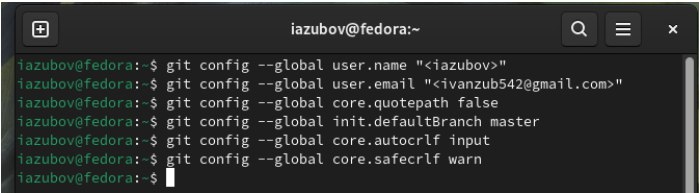 iazubov@fedora:~
iazubov@fedora:~$ git config --global user.name "<iazubov>"
iazubov@fedora:~$ git config --global user.email "<ivanzub542@gmail.com>"
iazubov@fedora:~$ git config --global core.quotepath false
iazubov@fedora:~$ git config --global init.defaultBranch master
iazubov@fedora:~$ git config --global core.autocrlf input
iazubov@fedora:~$ git config --global core.safecrlf warn
iazubov@fedora:~$